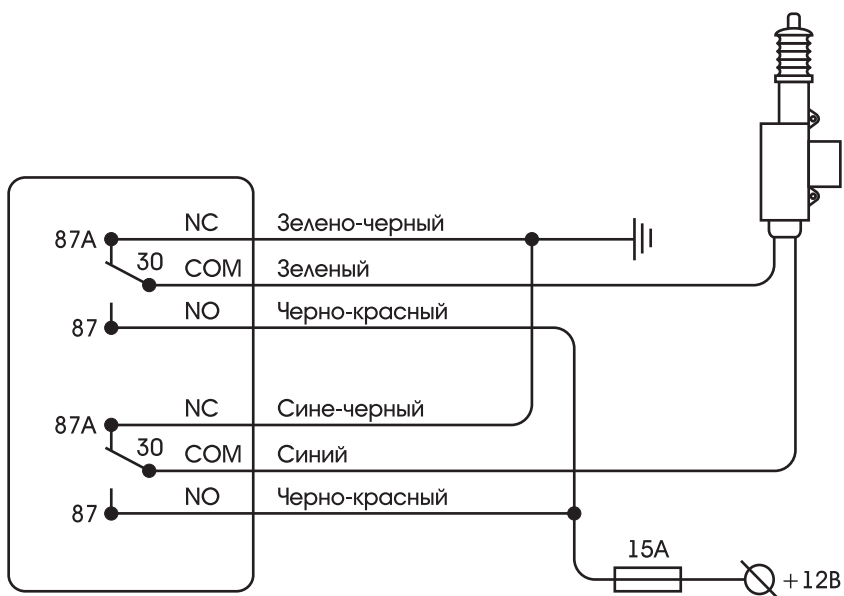 NC Зелено-черный
87A
30
COM Зеленый
NO Черно-красный
87
NC Сине-черный
87A
30
COM Синий
NO Черно-красный
87
15A
+12В